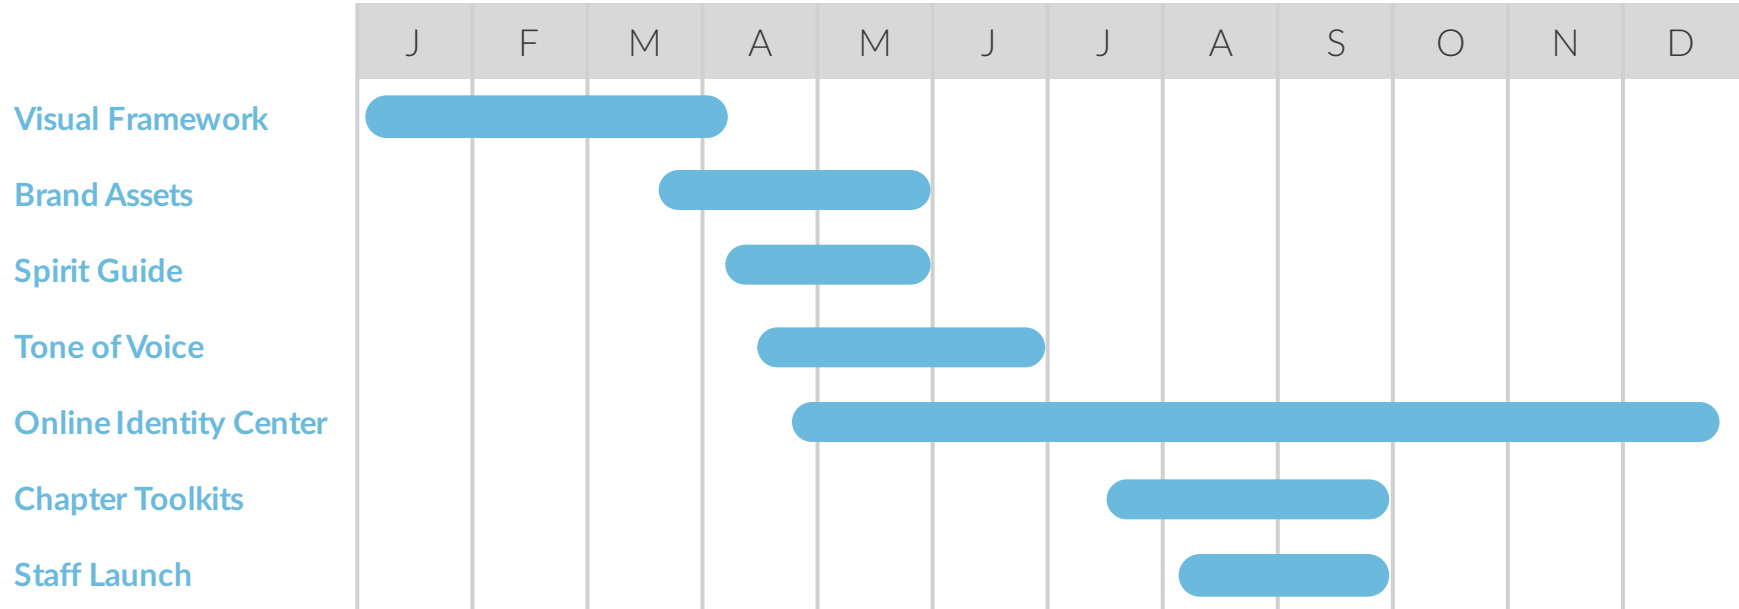 J F M A M J J A S O N D
Visual Framework
Brand Assets
Spirit Guide
Tone of Voice
Online Identity Center
Chapter Toolkits
Staff Launch